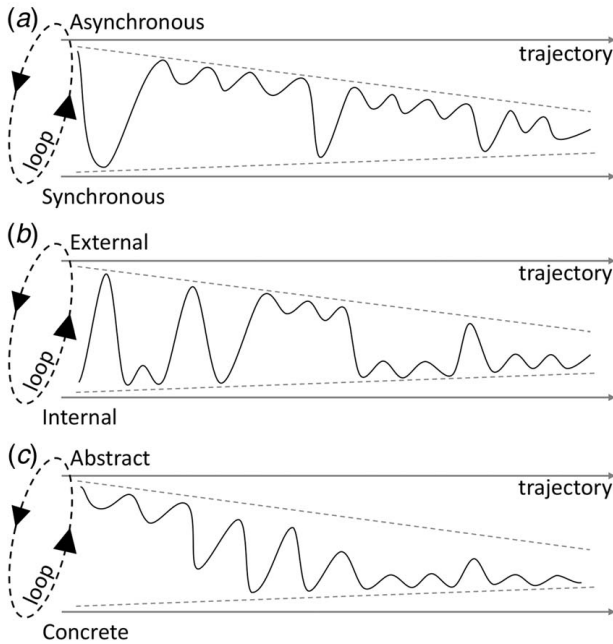 (a)
Asynchronous
trajectory
loop
Synchronous
(b)
External
trajectory
loop
Internal
(c)
Abstract
trajectory
loop
Concrete